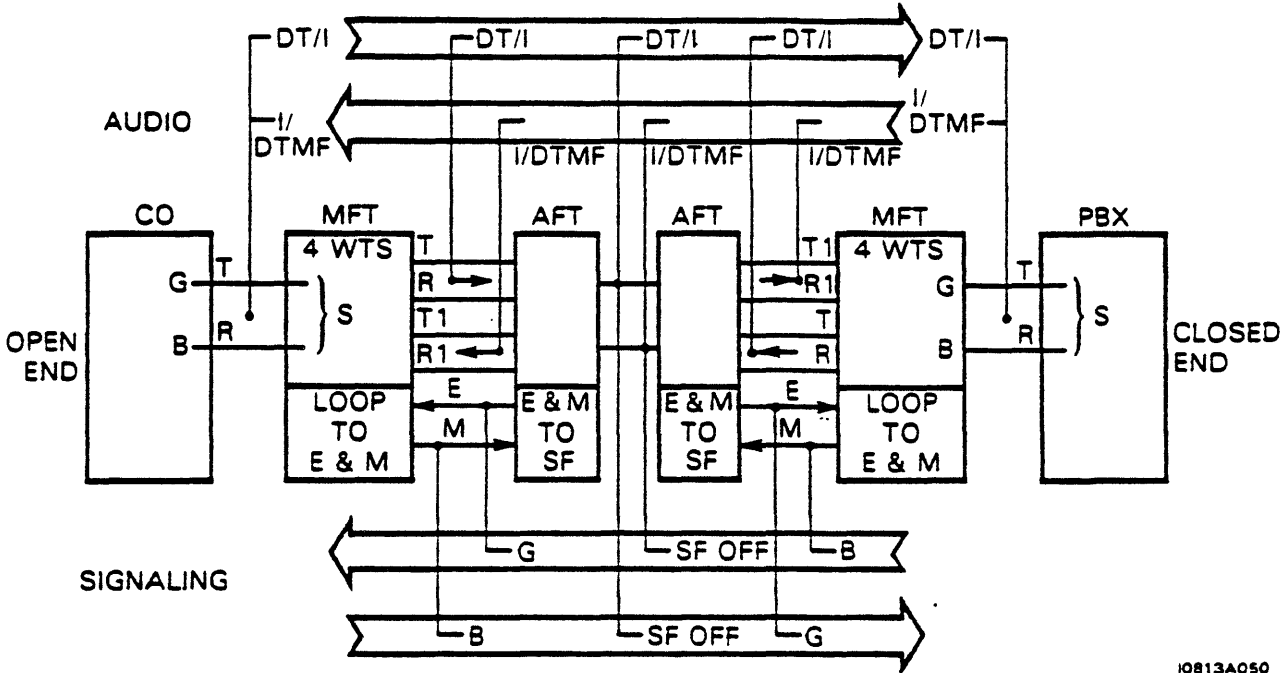 DT/I DT/I DT/I DT/I DT/I
AUDIO
I/
DTMF
I/DTMF I/DTMF I/DTMF
I/
DTMF
CO MFT AFT AFT MFT PBX
4 WTS T T1 4 WTS
G T R R1 G T
S T1 T S
B R R1 R B R
OPEN
END
CLOSED
END
LOOP
TO
E & M
E
M
E & M
TO
SF
E & M
TO
SF
E
M
LOOP
TO
E & M
G SF OFF B
SIGNALING
B SF OFF G
I0813A050